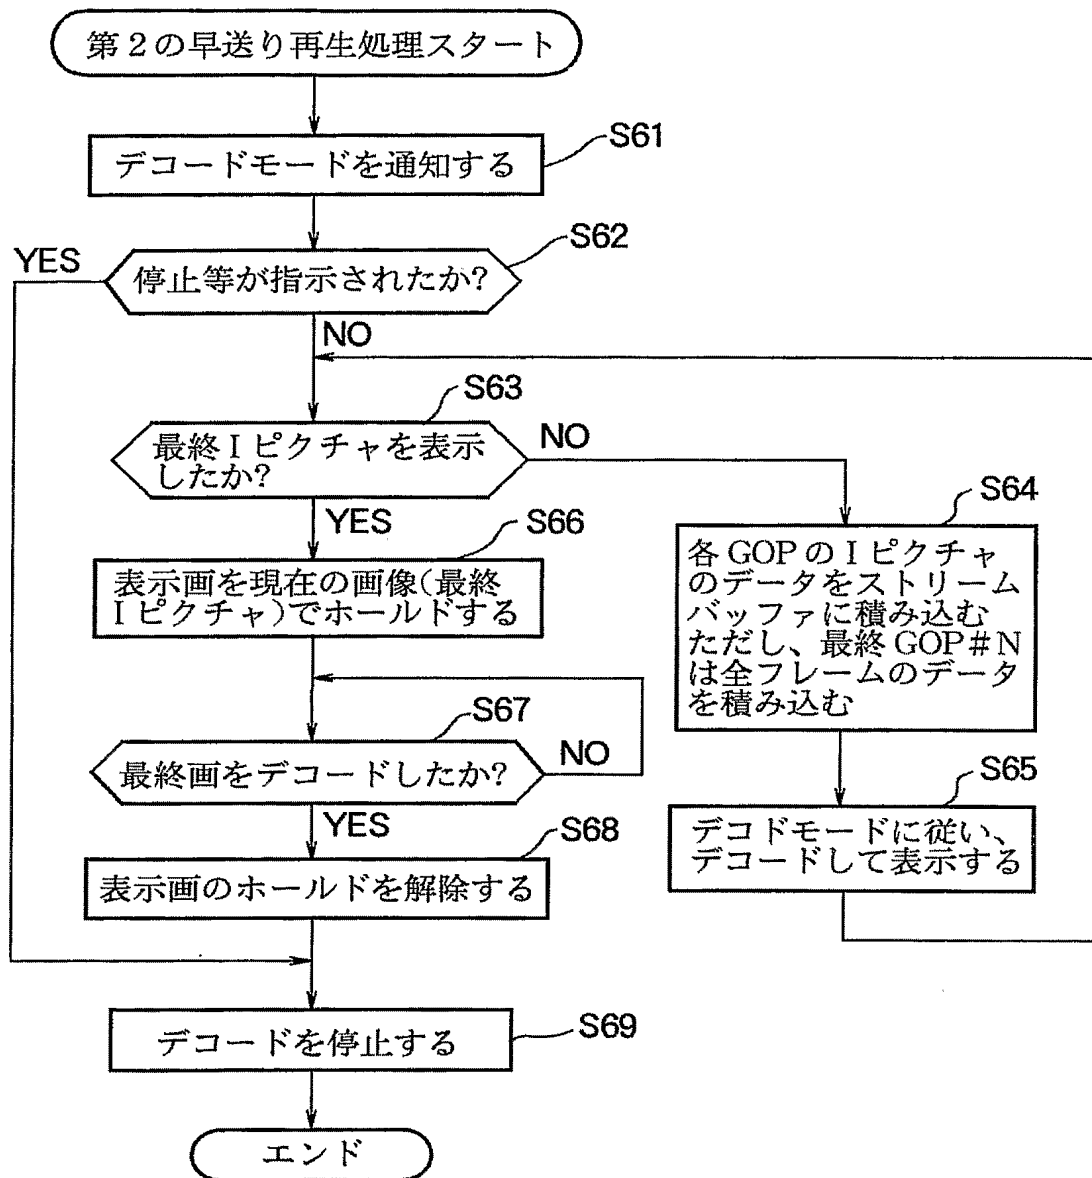 第2の早送り再生処理スタート
S61
デコードモードを通知する
S62
YES
停止等が指示されたか?
NO
S63
最終Iピクチャを表示
したか?
NO
YES
S64
各GOPのIピクチャ
のデータをストリーム
バッファに積み込む
ただし、最終GOP#N
は全フレームのデータ
を積み込む
S66
表示画を現在の画像(最終
Iピクチャ)でホールドする
S67
最終画をデコードしたか?
NO
YES
S65
デコドモードに従い、
デコードして表示する
S68
表示画のホールドを解除する
S69
デコードを停止する
エンド